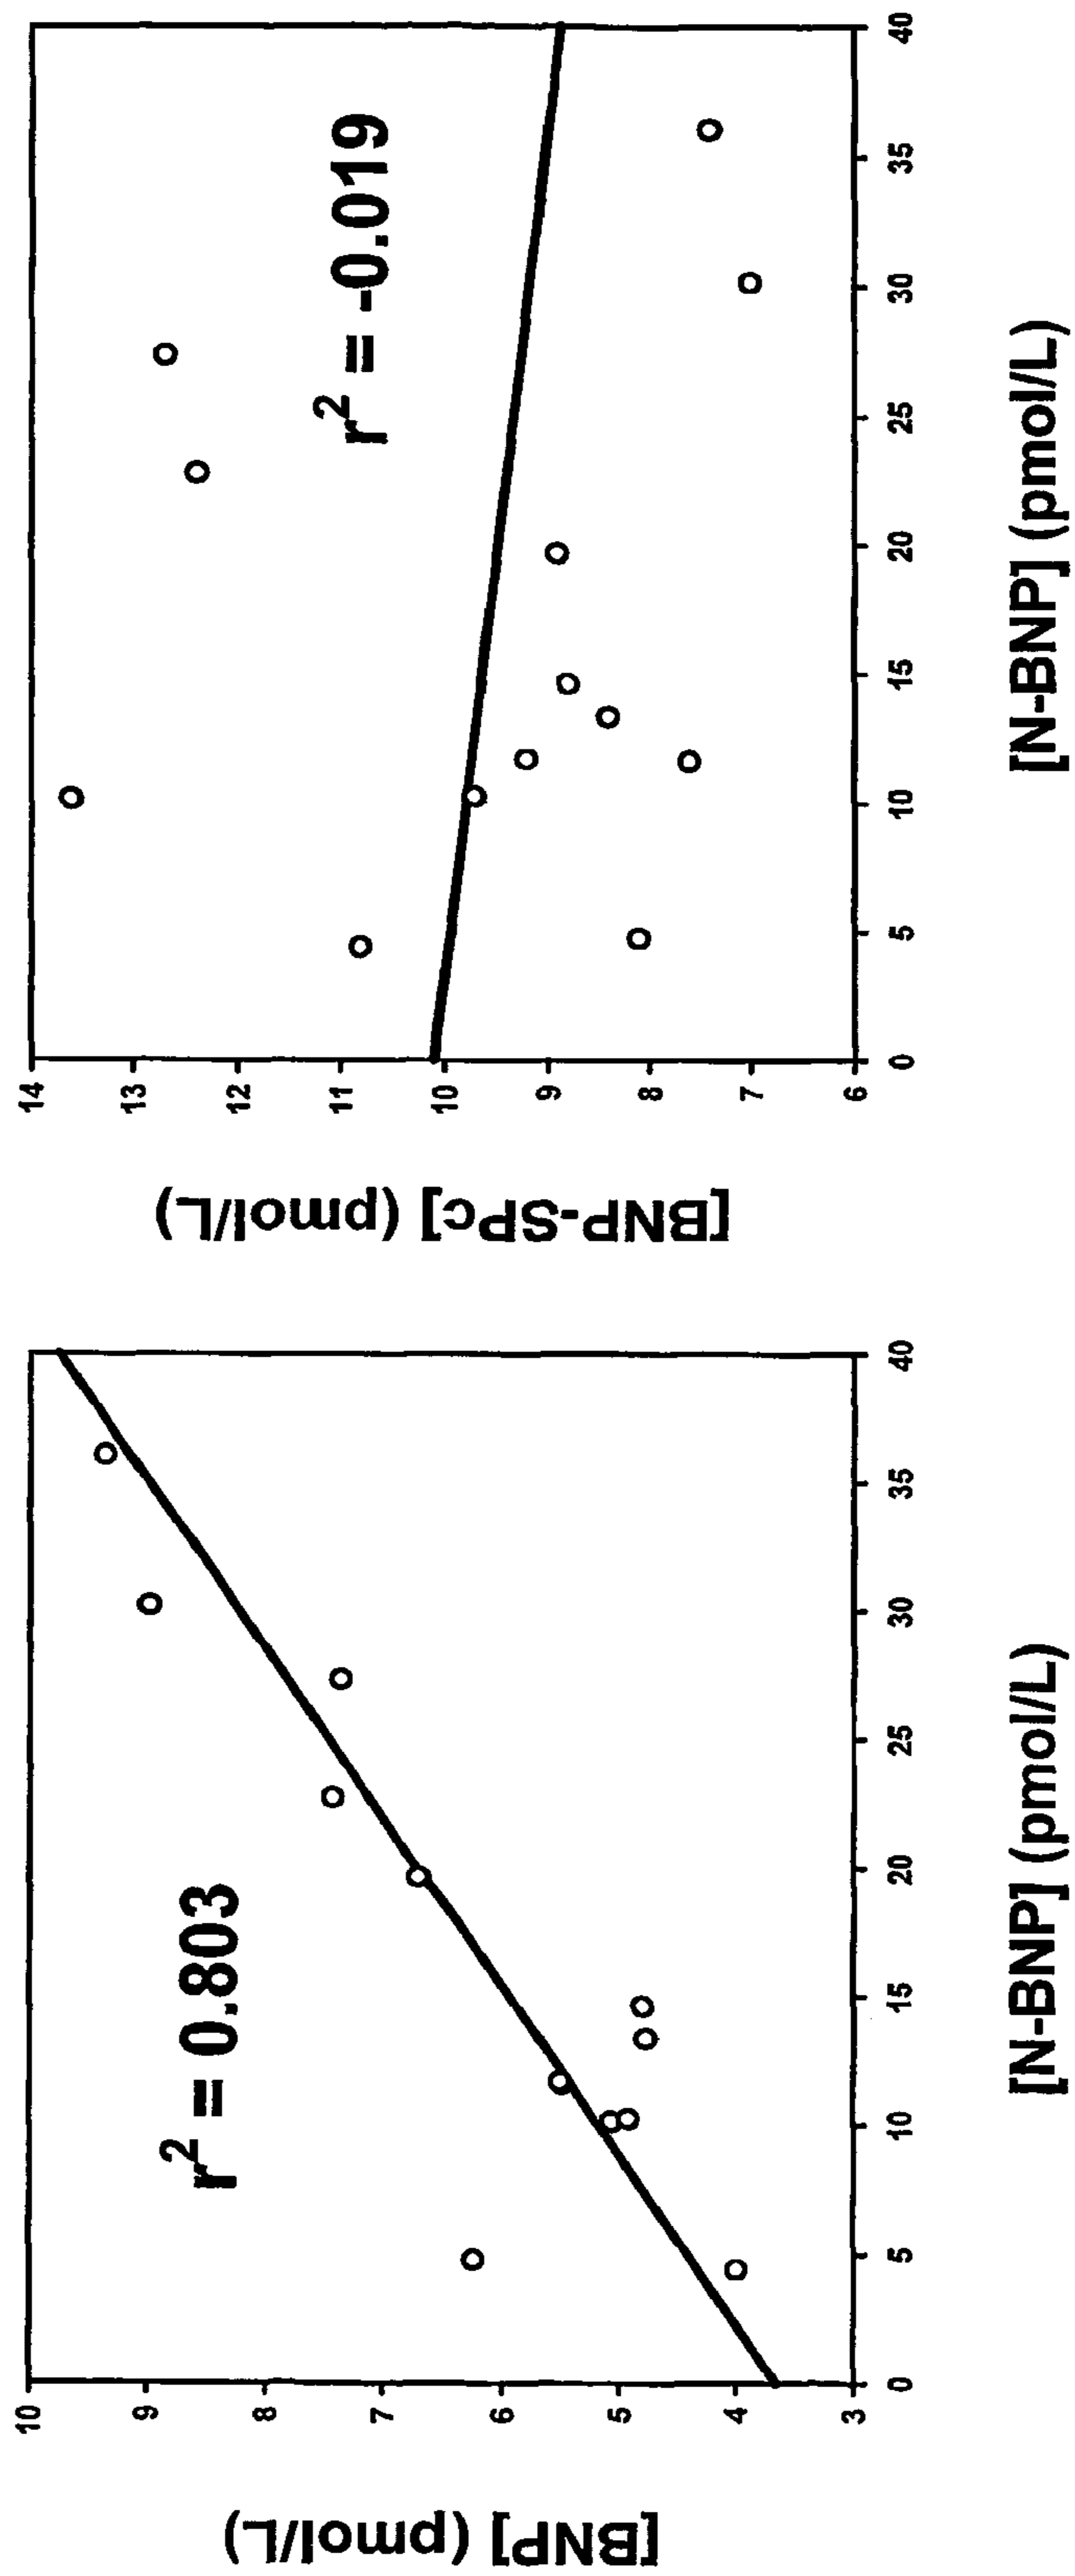 [BNP] (pmol/L)
10
9
8
7
6
5
4
3
r² = 0.803
0 5 10 15 20 25 30 35 40
[N-BNP] (pmol/L)
[BNP-SPc] (pmol/L)
14
13
12
11
10
9
8
7
6
r² = -0.019
0 5 10 15 20 25 30 35 40
[N-BNP] (pmol/L)